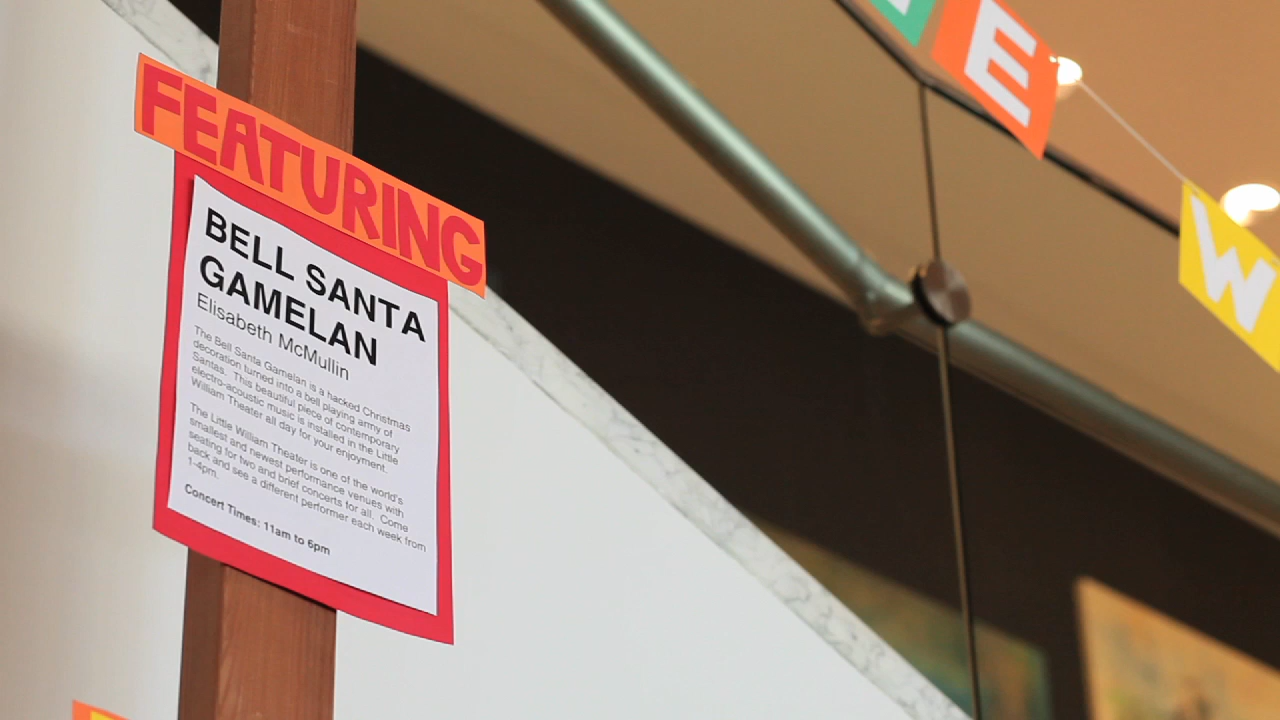 FEATURING
BELL SANTA
GAMELAN
Elisabeth McMullin
The Bell Santa Gamelan is a hacked Christmas
decoration turned into a bell playing army of
Santas. This beautiful piece of contemporary
electro-acoustic music is installed in the Little
William Theater all day for your enjoyment.
The Little William Theater is one of the world's
smallest and newest performance venues with
seating for two and brief concerts for all. Come
back and see a different performer each week from
1-4pm.
Concert Times: 11am to 6pm
E
W